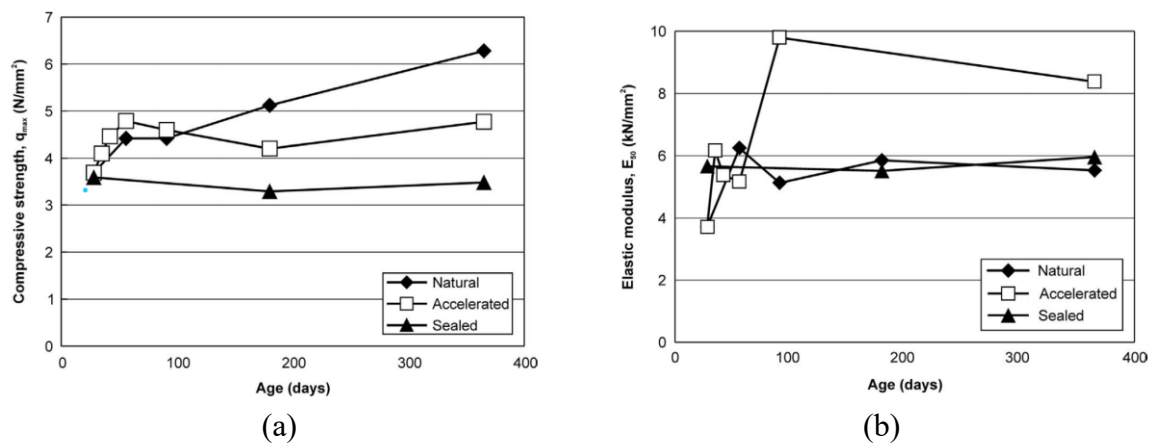 7
6
5
4
3
2
1
0
Compressive strength, qmax (N/mm²)
0 100 200 300 400
Age (days)
Natural
Accelerated
Sealed
(a)
10
8
6
4
2
0
Elastic modulus, E50 (kN/mm²)
0 100 200 300 400
Age (days)
Natural
Accelerated
Sealed
(b)